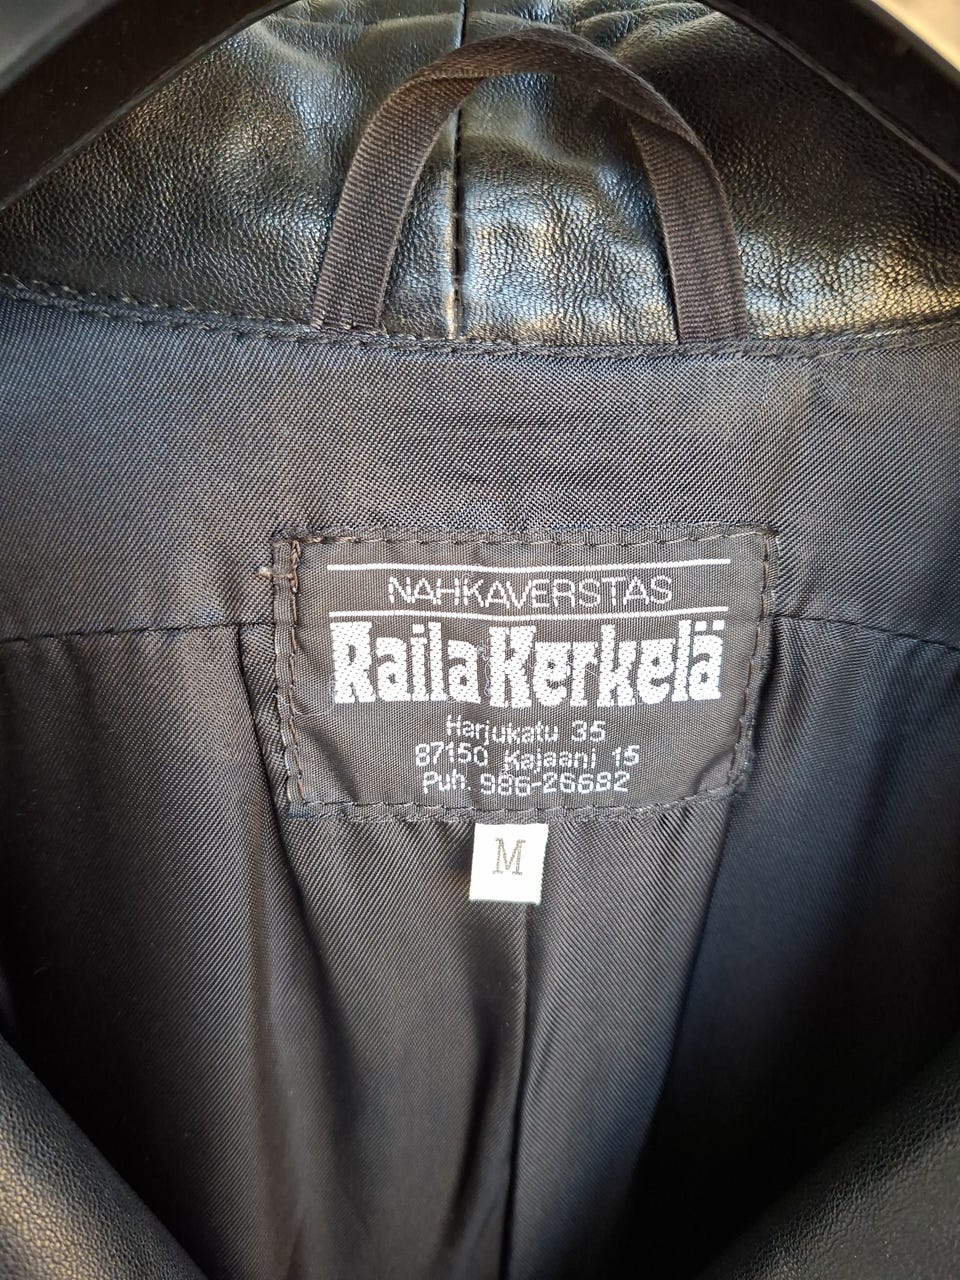 NAHKAVERSTAS
Raila Kerkelä
Harjukatu 35
87150 Kajaani 15
Puh. 986-26682
M